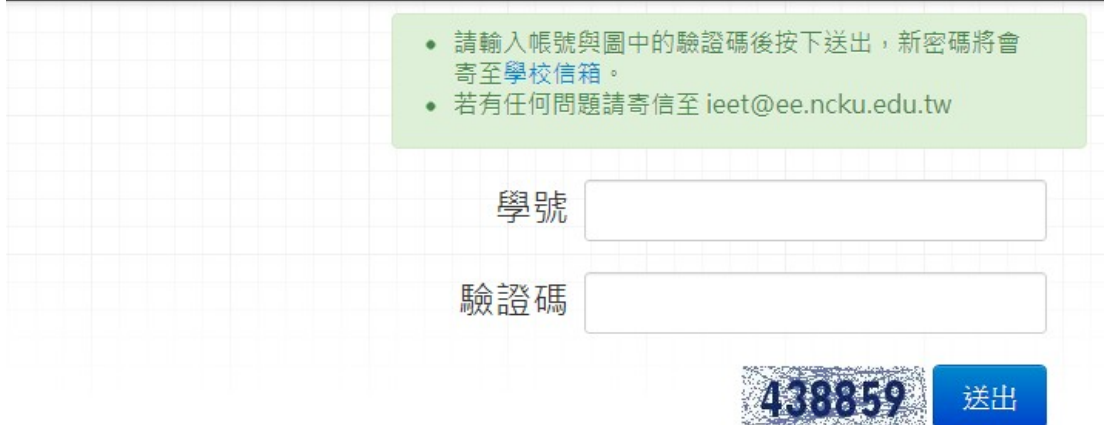 請輸入帳號與圖中的驗證碼後按下送出，新密碼將會
寄至學校信箱。
若有任何問題請寄信至 ieet@ee.ncku.edu.tw
學號
驗證碼
438859 送出